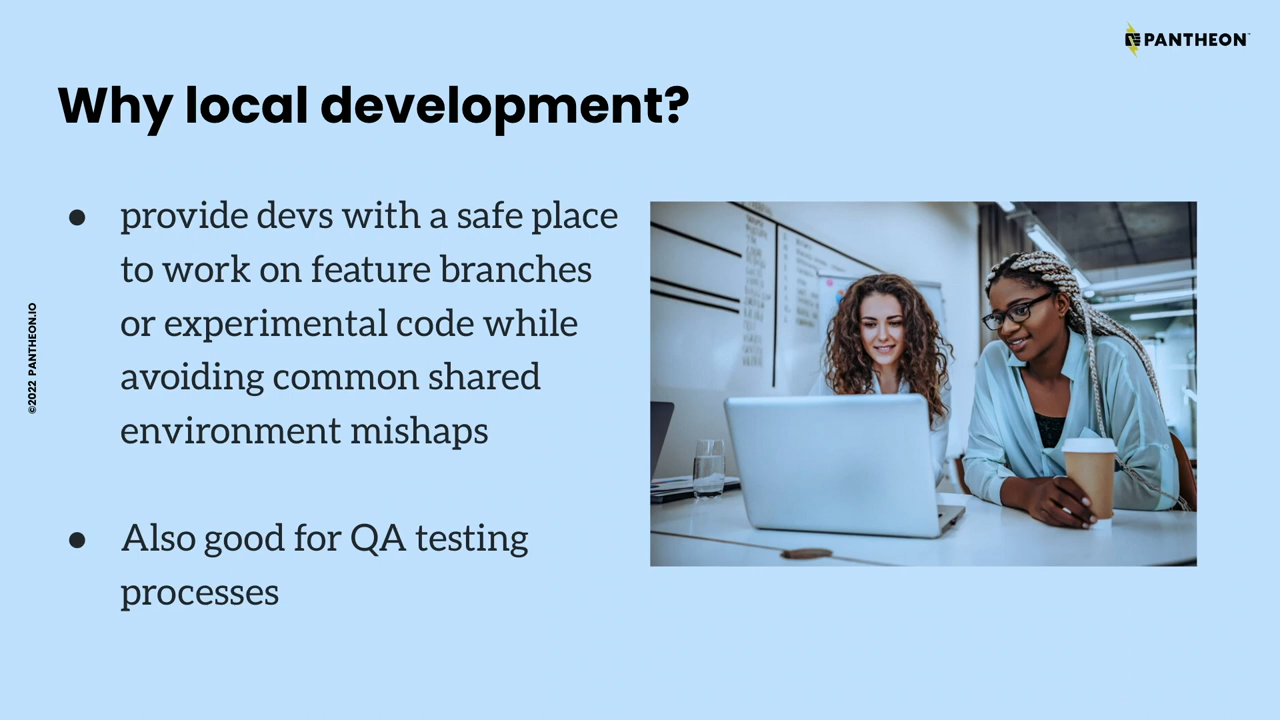 PANTHEON
Why local development?
● provide devs with a safe place
to work on feature branches
or experimental code while
avoiding common shared
environment mishaps
● Also good for QA testing
processes
©2022 PANTHEON.IO